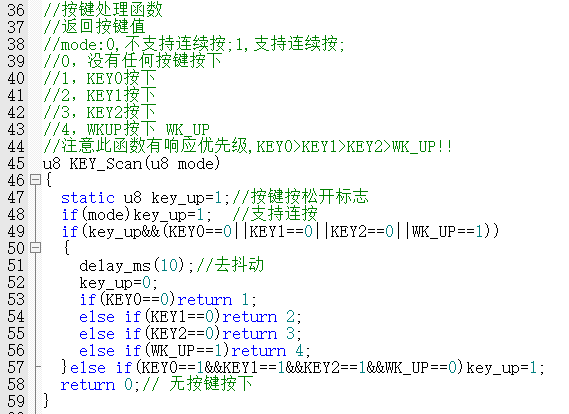 36 //按键处理函数
37 //返回按键值
38 //mode:0,不支持连续按;1,支持连续按;
39 //0，没有任何按键按下
40 //1，KEY0按下
41 //2，KEY1按下
42 //3，KEY2按下
43 //4，WKUP按下 WK_UP
44 //注意此函数有响应优先级,KEY0>KEY1>KEY2>WK_UP!!
45 u8 KEY_Scan(u8 mode)
46 {
47 static u8 key_up=1;//按键按松开标志
48 if(mode)key_up=1; //支持连按
49 if(key_up&&(KEY0==0||KEY1==0||KEY2==0||WK_UP==1))
50 {
51 delay_ms(10);//去抖动
52 key_up=0;
53 if(KEY0==0)return 1;
54 else if(KEY1==0)return 2;
55 else if(KEY2==0)return 3;
56 else if(WK_UP==1)return 4;
57 }else if(KEY0==1&&KEY1==1&&KEY2==1&&WK_UP==0)key_up=1;
58 return 0;// 无按键按下
59 }